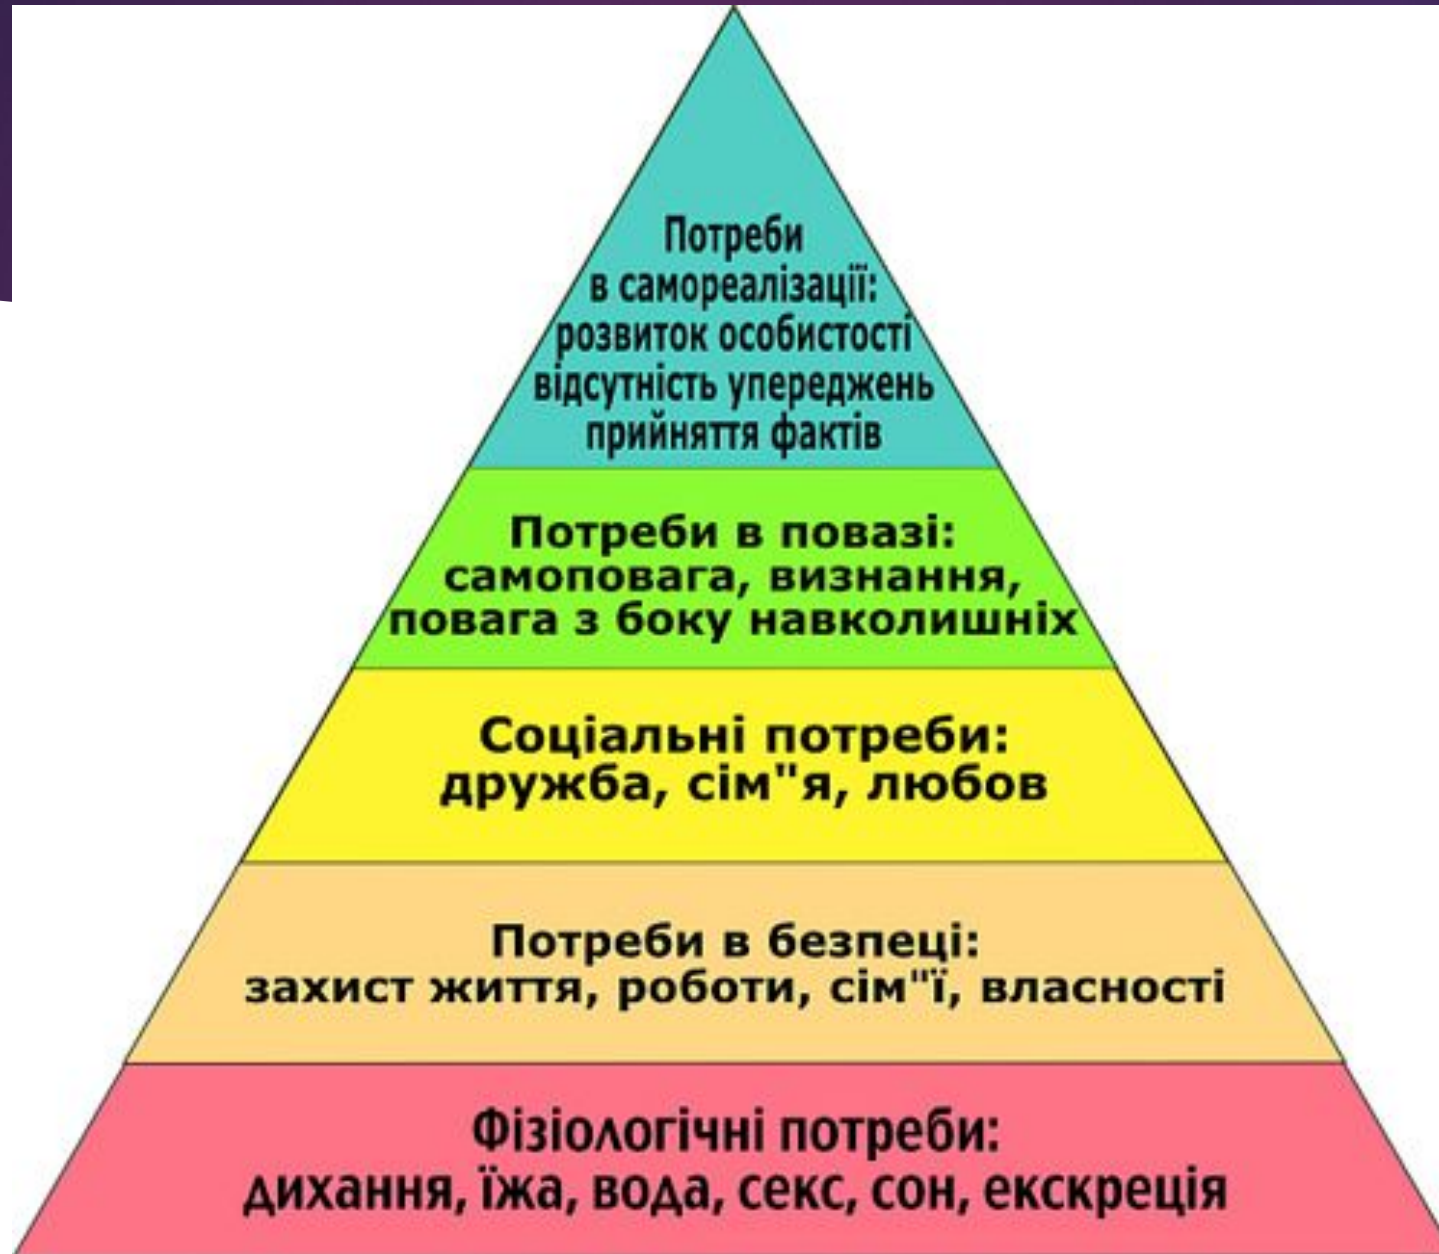 Потреби
в самореалізації:
розвиток особистості
відсутність упереджень
прийняття фактів
Потреби в повазі:
самоповага, визнання,
повага з боку навколишніх
Соціальні потреби:
дружба, сім"я, любов
Потреби в безпеці:
захист життя, роботи, сім"ї, власності
Фізіологічні потреби:
дихання, їжа, вода, секс, сон, екскреція